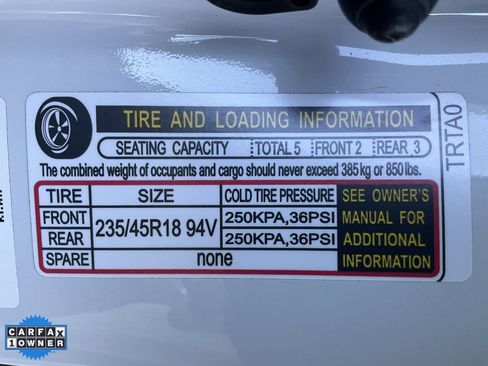 TIRE AND LOADING INFORMATION
SEATING CAPACITY TOTAL 5 FRONT 2 REAR 3
The combined weight of occupants and cargo should never exceed 385 kg or 850 lbs.
TIRE SIZE COLD TIRE PRESSURE SEE OWNER'S
FRONT 235/45R18 94V 250KPA,36PSI MANUAL FOR
REAR 250KPA,36PSI ADDITIONAL
SPARE none INFORMATION
TRTA0
CARFAX
1 OWNER